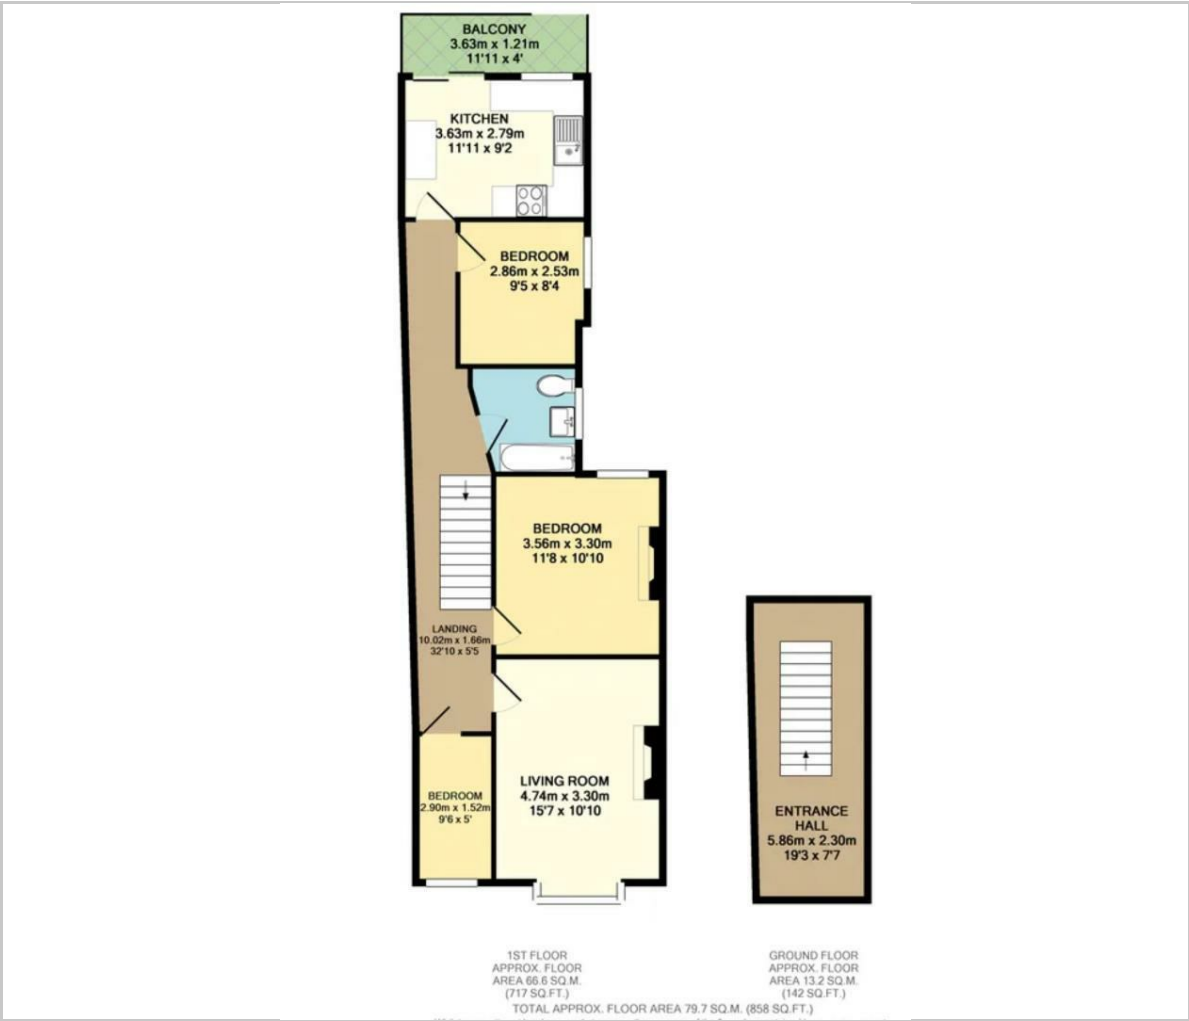 BALCONY
3.63m x 1.21m
11'11 x 4'
KITCHEN
3.63m x 2.79m
11'11 x 9'2
BEDROOM
2.86m x 2.53m
9'5 x 8'4
BEDROOM
3.56m x 3.30m
11'8 x 10'10
LANDING
10.02m x 1.66m
32'10 x 5'5
LIVING ROOM
4.74m x 3.30m
15'7 x 10'10
BEDROOM
2.90m x 1.52m
9'6 x 5'
ENTRANCE
HALL
5.86m x 2.30m
19'3 x 7'7
1ST FLOOR
APPROX. FLOOR
AREA 66.6 SQ.M.
(717 SQ.FT.)
GROUND FLOOR
APPROX. FLOOR
AREA 13.2 SQ.M.
(142 SQ.FT.)
TOTAL APPROX. FLOOR AREA 79.7 SQ.M. (858 SQ.FT.)